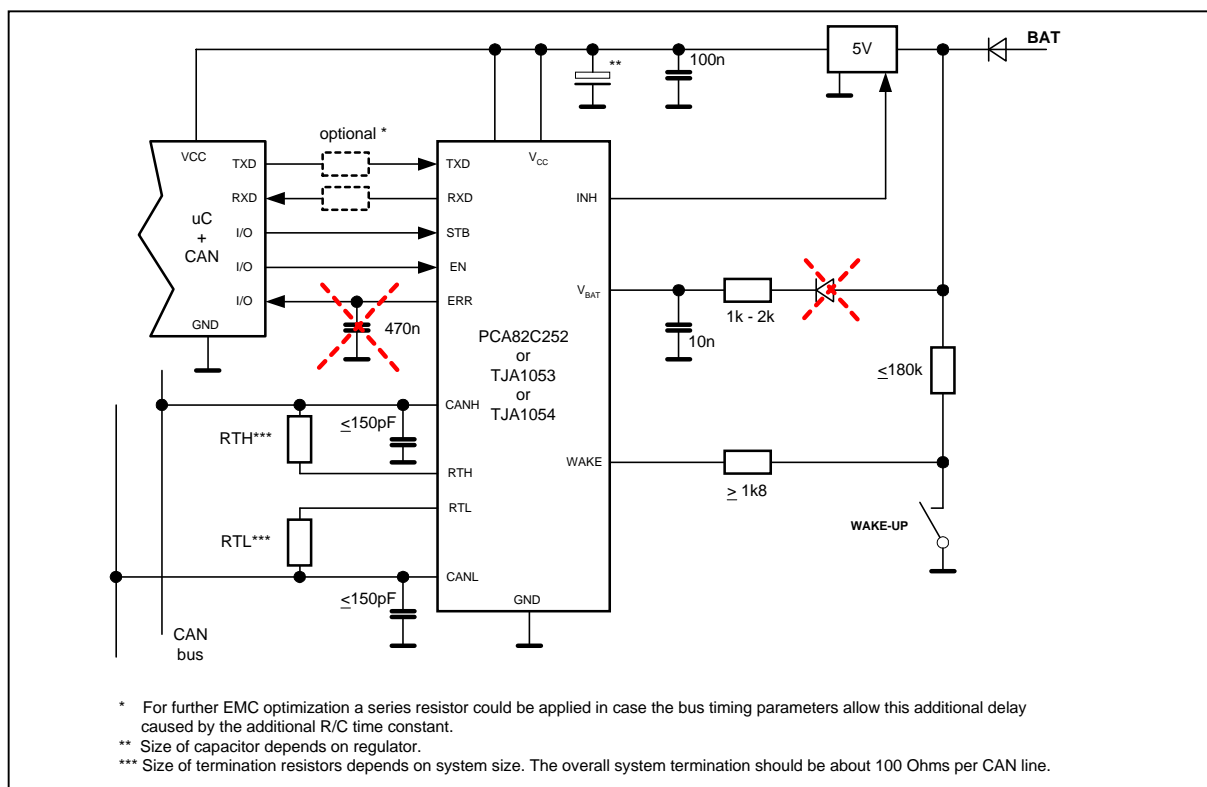 BAT
5V
**
100n
optional *
VCC
TXD
TXD
VCC
RXD
RXD
INH
uC
+
CAN
I/O
STB
I/O
EN
VBAT
I/O
ERR
470n
1k - 2k
10n
GND
PCA82C252
or
TJA1053
or
TJA1054
≤180k
CANH
≤150pF
RTH***
WAKE
RTH
≥ 1k8
RTL
WAKE-UP
RTL***
CANL
≤150pF
GND
CAN
bus
* For further EMC optimization a series resistor could be applied in case the bus timing parameters allow this additional delay
caused by the additional R/C time constant.
** Size of capacitor depends on regulator.
*** Size of termination resistors depends on system size. The overall system termination should be about 100 Ohms per CAN line.